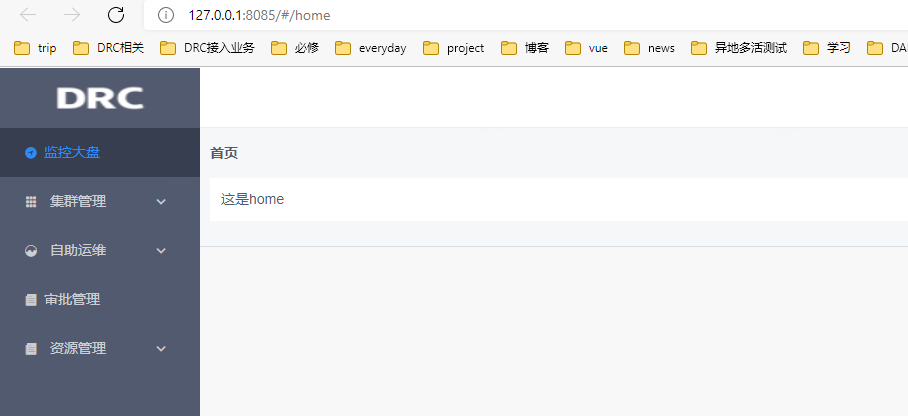 127.0.0.1:8085/#/home
trip DRC相关 DRC接入业务 必修 everyday project 博客 vue news 异地多活测试 学习 DA
DRC
监控大盘
首页
集群管理
这是home
自助运维
审批管理
资源管理